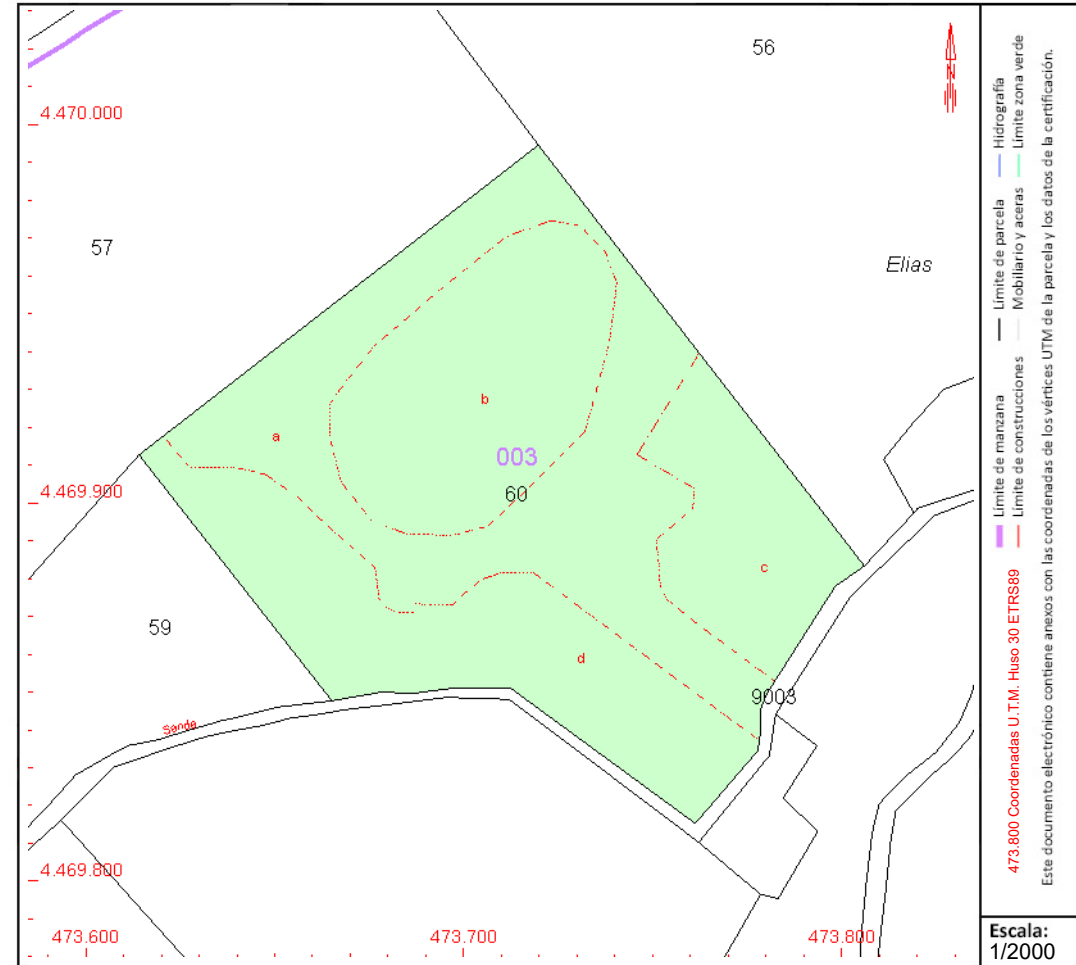 56
4.470.000
N
57
Elias
b
a
003
60
4.469.900
c
59
d
9003
Senda
4.469.800
473.600
473.700
473.800
Hidrografía
Límite zona verde
Límite de parcela
Mobiliario y aceras
Límite de manzana
Límite de construcciones
473.800 Coordenadas U.T.M. Huso 30 ETRS89
Este documento electrónico contiene anexos con las coordenadas de los vértices UTM de la parcela y los datos de la certificación.
Escala:
1/2000